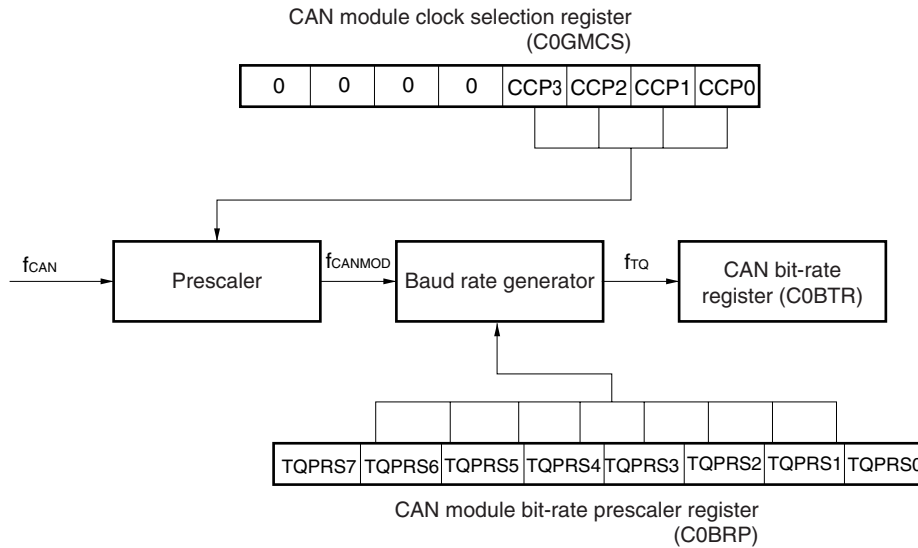 CAN module clock selection register
(C0GMCS)
0 0 0 0 CCP3 CCP2 CCP1 CCP0
fCAN
Prescaler
fCANMOD
Baud rate generator
fTQ
CAN bit-rate
register (C0BTR)
TQPRS7 TQPRS6 TQPRS5 TQPRS4 TQPRS3 TQPRS2 TQPRS1 TQPRS0
CAN module bit-rate prescaler register
(C0BRP)